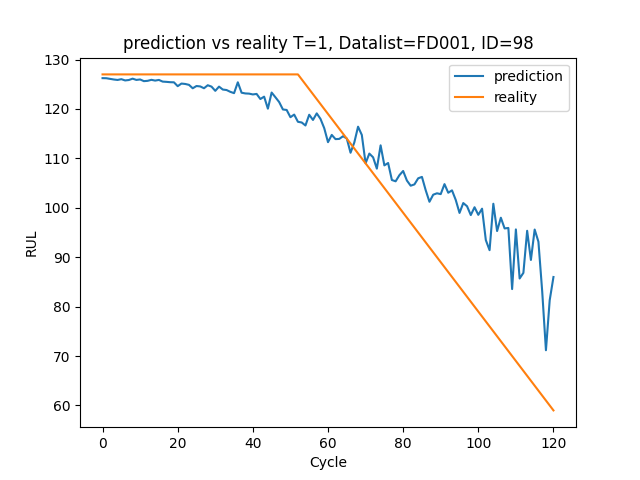 prediction vs reality T=1, Datalist=FD001, ID=98
prediction
reality
RUL
130
120
110
100
90
80
70
60
0 20 40 60 80 100 120
Cycle